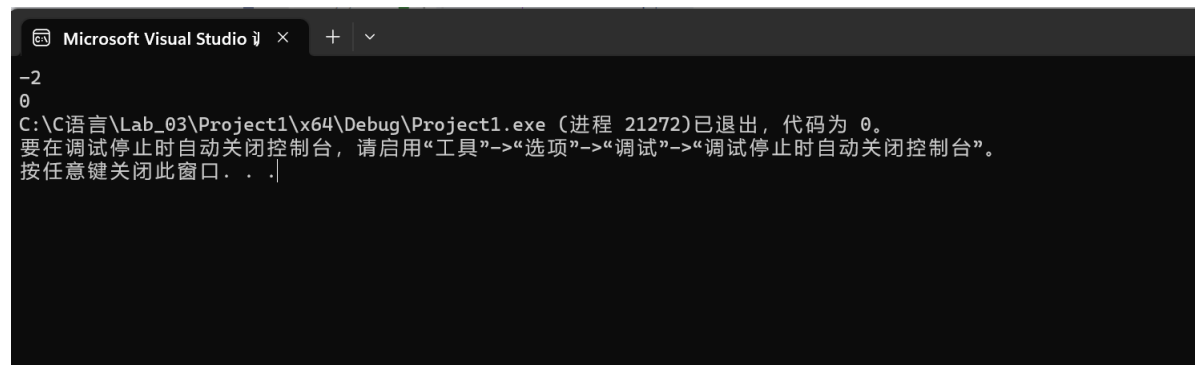 Microsoft Visual Studio
-2
0
C:\C语言\Lab_03\Project1\x64\Debug\Project1.exe (进程 21272)已退出，代码为 0。
要在调试停止时自动关闭控制台，请启用“工具”->“选项”->“调试”->“调试停止时自动关闭控制台”。
按任意键关闭此窗口. . .